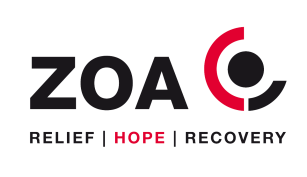 ZOA
RELIEF | HOPE | RECOVERY